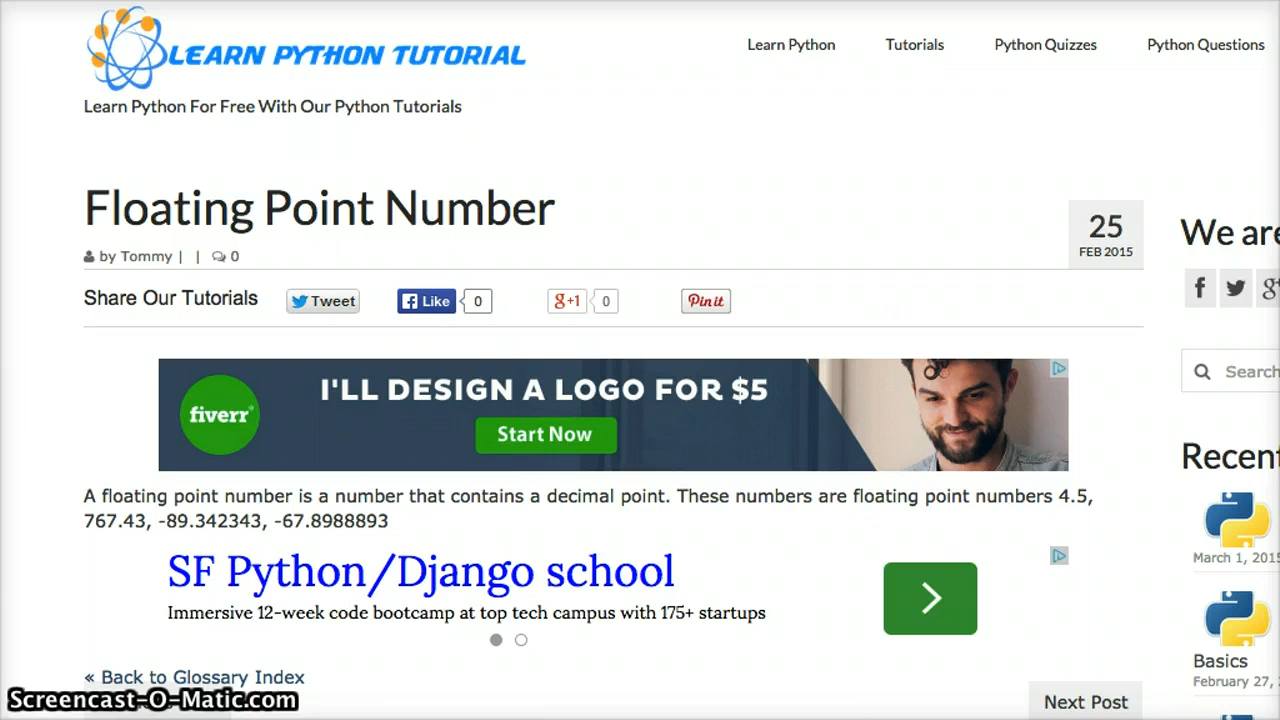 LEARN PYTHON TUTORIAL
Learn Python
Tutorials
Python Quizzes
Python Questions
Learn Python For Free With Our Python Tutorials
Floating Point Number
by Tommy | | 0
25
FEB 2015
We are
Share Our Tutorials
Tweet
Like
0
g+1
0
Pin it
f
g+
Search
fiverr
I'LL DESIGN A LOGO FOR $5
Start Now
Recent
A floating point number is a number that contains a decimal point. These numbers are floating point numbers 4.5,
767.43, -89.342343, -67.8988893
SF Python/Django school
Immersive 12-week code bootcamp at top tech campus with 175+ startups
March 1, 2015
Basics
February 27, 2
« Back to Glossary Index
Next Post
Screencast-O-Matic.com